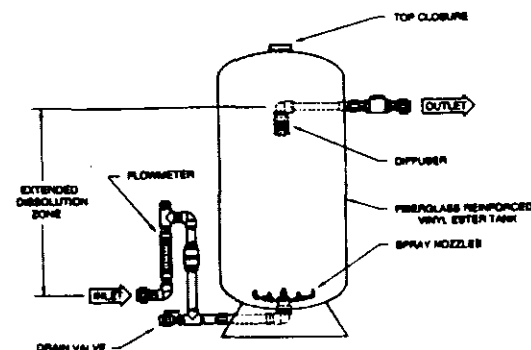 TOP CLOSURE
OUTLET
DIFFUSER
EXTENDED
DISSOLUTION
ZONE
FLOWMETER
FIBERGLASS REINFORCED
VINYL ESTER TANK
SPRAY NOZZLES
INLET
DRAIN VALVE